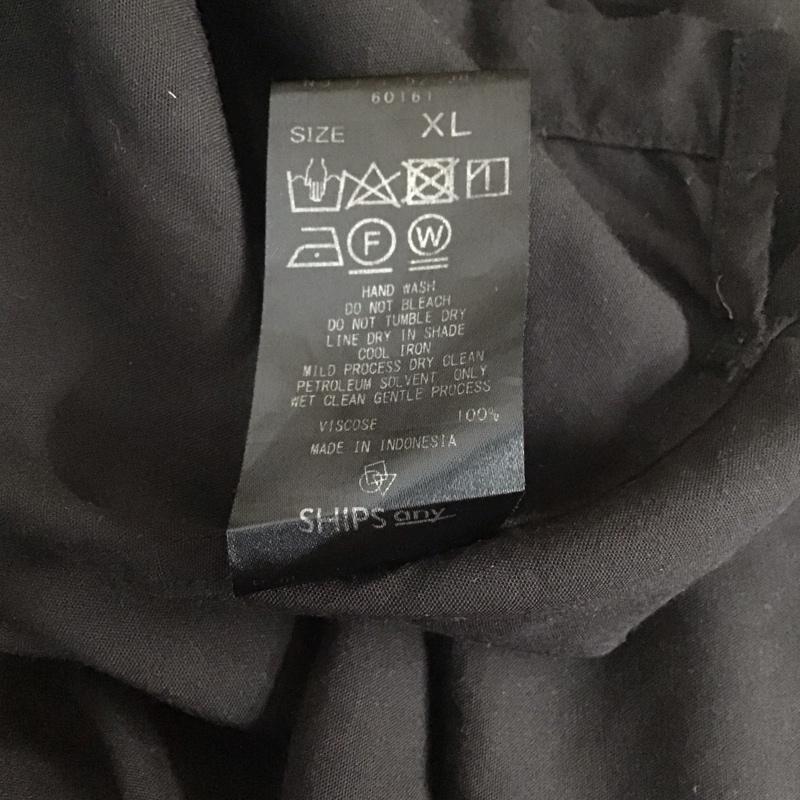 60161
SIZE XL
F W
HAND WASH
DO NOT BLEACH
DO NOT TUMBLE DRY
LINE DRY IN SHADE
COOL IRON
MILD PROCESS DRY CLEAN
PETROLEUM SOLVENT ONLY
WET CLEAN GENTLE PROCESS
VISCOSE 100%
MADE IN INDONESIA
SHIPS any